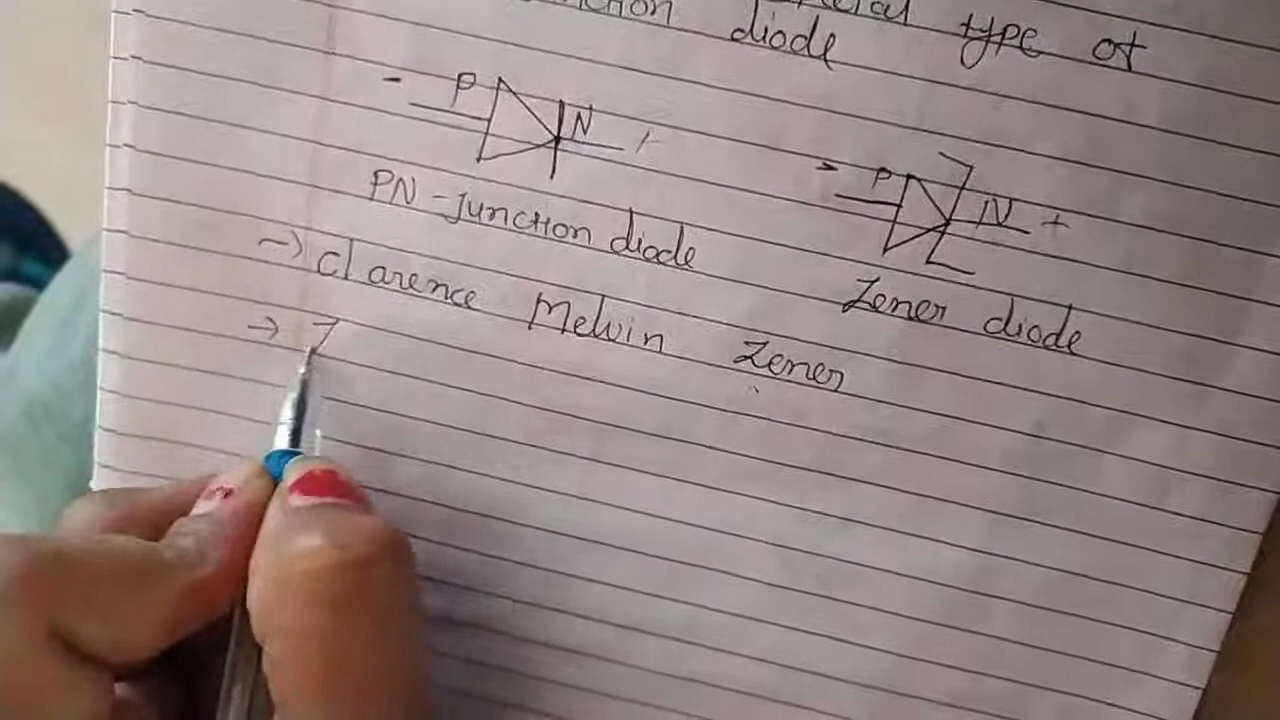 type of
diode
- P N +
- P N +
PN-junction diode
Zener diode
→ clarence Melvin Zener
→ Z